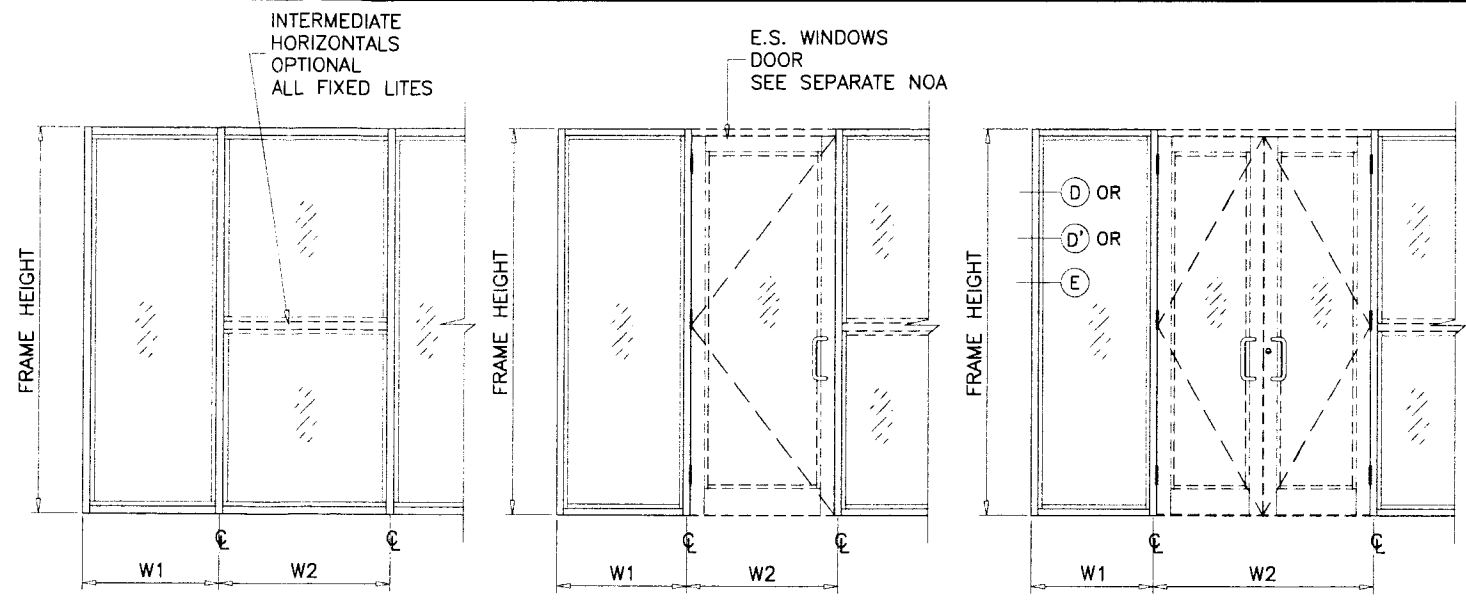 INTERMEDIATE
HORIZONTALS
OPTIONAL
ALL FIXED LITES
E.S. WINDOWS
DOOR
SEE SEPARATE NOA
FRAME HEIGHT
FRAME HEIGHT
FRAME HEIGHT
D OR
D' OR
E
℄
℄
℄
℄
℄
℄
W1
W2
W1
W2
W1
W2